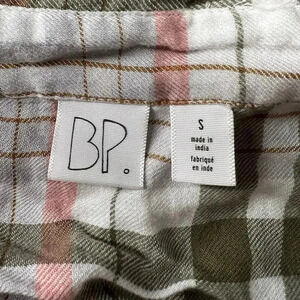 BP.
S
made in
india
fabriqué
en inde